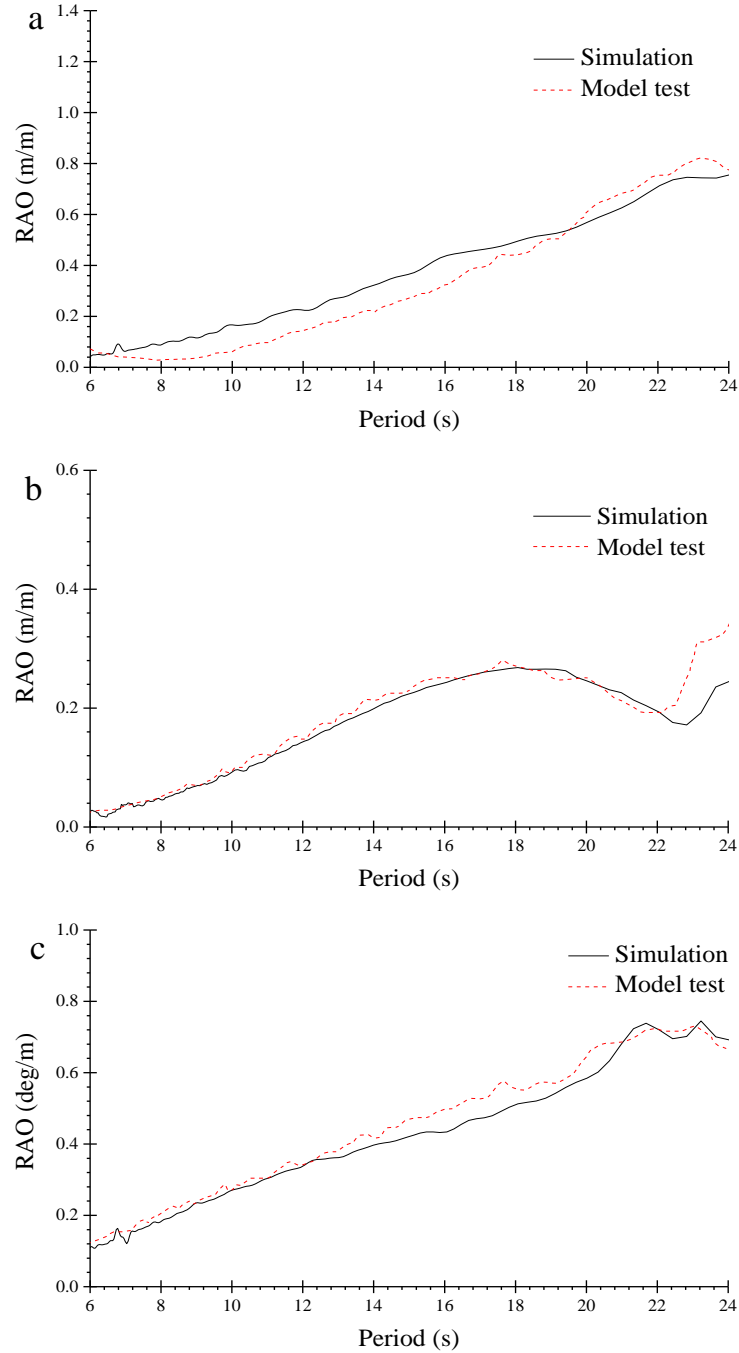 a
1.4
1.2
1.0
0.8
0.6
0.4
0.2
0.0
RAO (m/m)
Simulation
Model test
6 8 10 12 14 16 18 20 22 24
Period (s)
b
0.6
0.4
0.2
0.0
RAO (m/m)
Simulation
Model test
6 8 10 12 14 16 18 20 22 24
Period (s)
c
1.0
0.8
0.6
0.4
0.2
0.0
RAO (deg/m)
Simulation
Model test
6 8 10 12 14 16 18 20 22 24
Period (s)